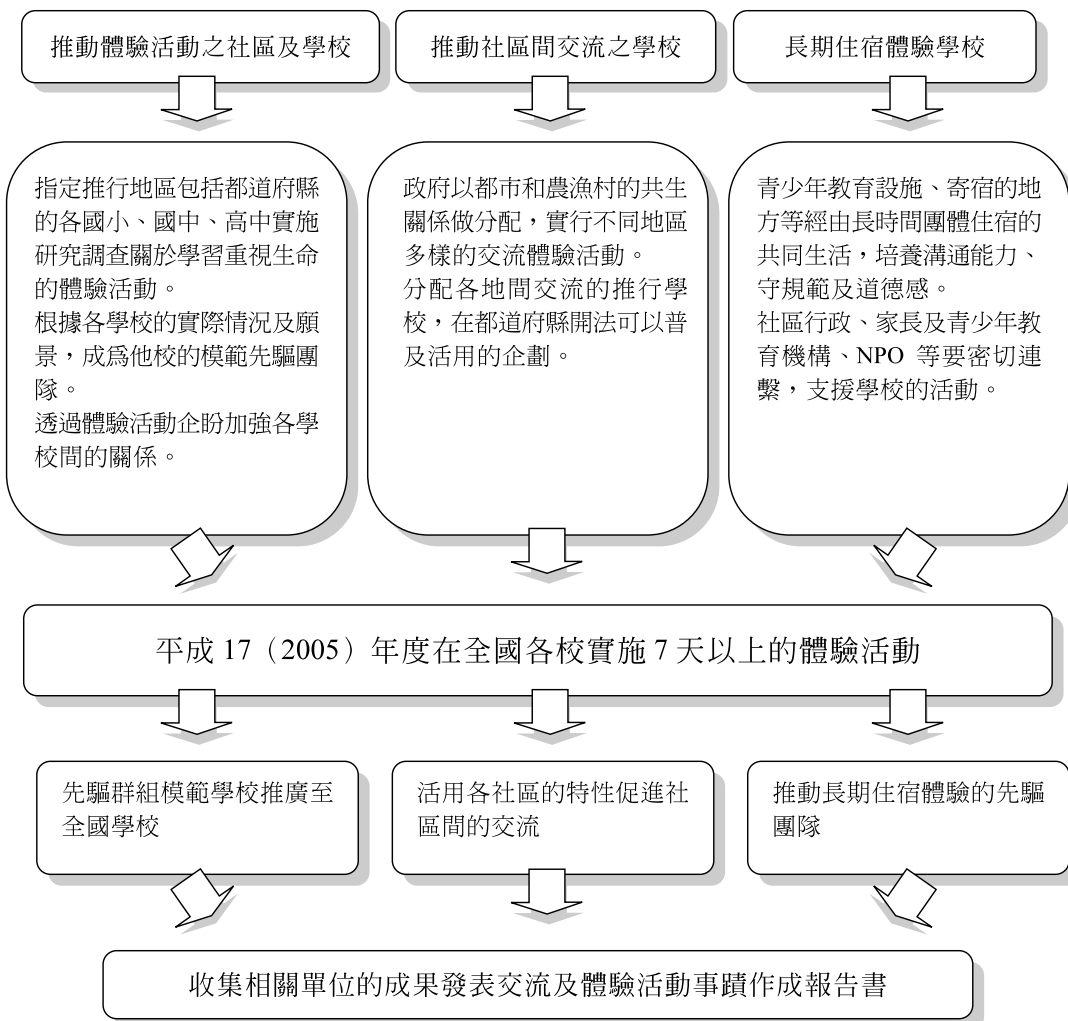 推動體驗活動之社區及學校
推動社區間交流之學校
長期住宿體驗學校
指定推行地區包括都道府縣
的各國小、國中、高中實施
研究調查關於學習重視生命
的體驗活動。
根據各學校的實際情況及願
景，成爲他校的模範先驅團
隊。
透過體驗活動企盼加強各學
校間的關係。
政府以都市和農漁村的共生
關係做分配，實行不同地區
多樣的交流體驗活動。
分配各地間交流的推行學
校，在都道府縣開法可以普
及活用的企劃。
青少年教育設施、寄宿的地
方等經由長時間團體住宿的
共同生活，培養溝通能力、
守規範及道德感。
社區行政、家長及青少年教
育機構、NPO 等要密切連
繫，支援學校的活動。
平成 17（2005）年度在全國各校實施 7 天以上的體驗活動
先驅群組模範學校推廣至
全國學校
活用各社區的特性促進社
區間的交流
推動長期住宿體驗的先驅
團隊
收集相關單位的成果發表交流及體驗活動事蹟作成報告書